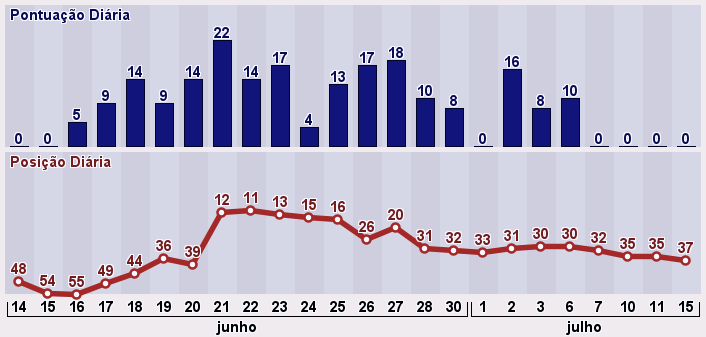 Pontuação Diária
0 0 5 9 14 9 14 22 14 17 4 13 17 18 10 8 0 16 8 10 0 0 0 0
Posição Diária
48 54 55 49 44 36 39 12 11 13 15 16 26 20 31 32 33 31 30 30 32 35 35 37
14 15 16 17 18 19 20 21 22 23 24 25 26 27 28 30 1 2 3 6 7 10 11 15
junho julho